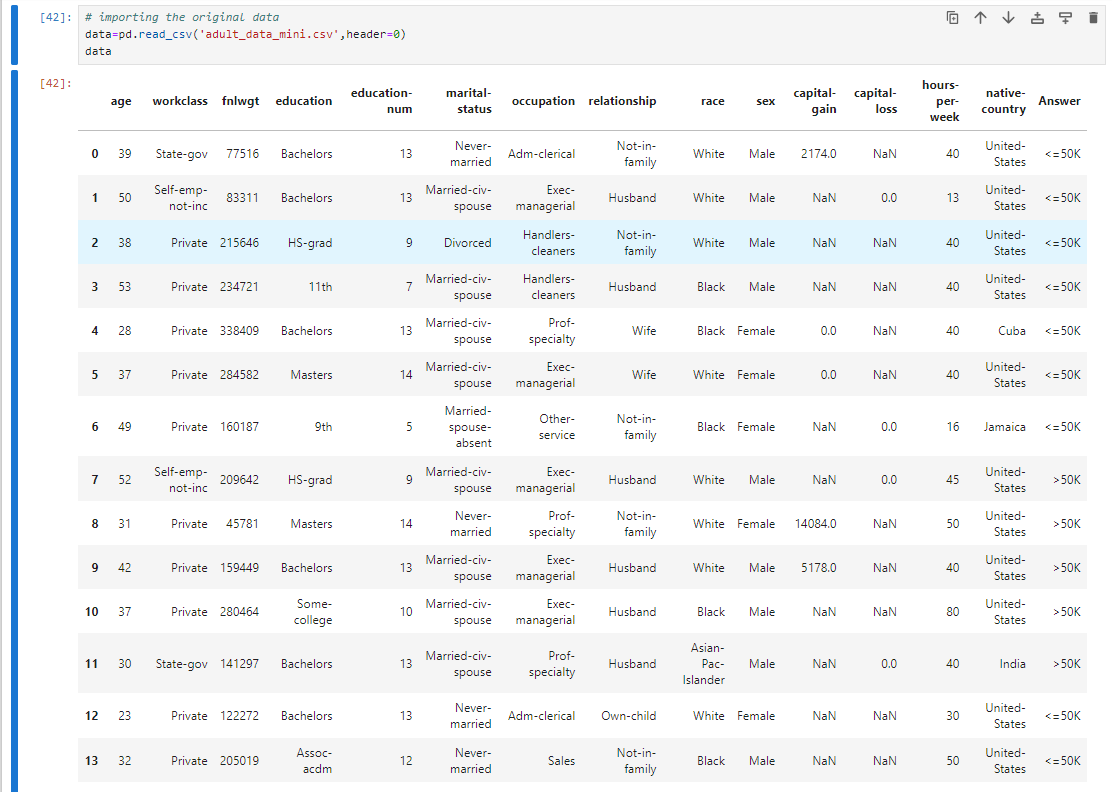 [42]: # importing the original data
data=pd.read_csv('adult_data_mini.csv',header=0)
data
[42]:
age workclass fnlwgt education education-num marital-status occupation relationship race sex capital-gain capital-loss hours-per-week native-country Answer
0 39 State-gov 77516 Bachelors 13 Never-married Adm-clerical Not-in-family White Male 2174.0 NaN 40 United-States <=50K
1 50 Self-emp-not-inc 83311 Bachelors 13 Married-civ-spouse Exec-managerial Husband White Male NaN 0.0 13 United-States <=50K
2 38 Private 215646 HS-grad 9 Divorced Handlers-cleaners Not-in-family White Male NaN NaN 40 United-States <=50K
3 53 Private 234721 11th 7 Married-civ-spouse Handlers-cleaners Husband Black Male NaN NaN 40 United-States <=50K
4 28 Private 338409 Bachelors 13 Married-civ-spouse Prof-specialty Wife Black Female 0.0 NaN 40 Cuba <=50K
5 37 Private 284582 Masters 14 Married-civ-spouse Exec-managerial Wife White Female 0.0 NaN 40 United-States <=50K
6 49 Private 160187 9th 5 Married-spouse-absent Other-service Not-in-family Black Female NaN 0.0 16 Jamaica <=50K
7 52 Self-emp-not-inc 209642 HS-grad 9 Married-civ-spouse Exec-managerial Husband White Male NaN 0.0 45 United-States >50K
8 31 Private 45781 Masters 14 Never-married Prof-specialty Not-in-family White Female 14084.0 NaN 50 United-States >50K
9 42 Private 159449 Bachelors 13 Married-civ-spouse Exec-managerial Husband White Male 5178.0 NaN 40 United-States >50K
10 37 Private 280464 Some-college 10 Married-civ-spouse Exec-managerial Husband Black Male NaN NaN 80 United-States >50K
11 30 State-gov 141297 Bachelors 13 Married-civ-spouse Prof-specialty Husband Asian-Pac-Islander Male NaN 0.0 40 India >50K
12 23 Private 122272 Bachelors 13 Never-married Adm-clerical Own-child White Female NaN NaN 30 United-States <=50K
13 32 Private 205019 Assoc-acdm 12 Never-married Sales Not-in-family Black Male NaN NaN 50 United-States <=50K